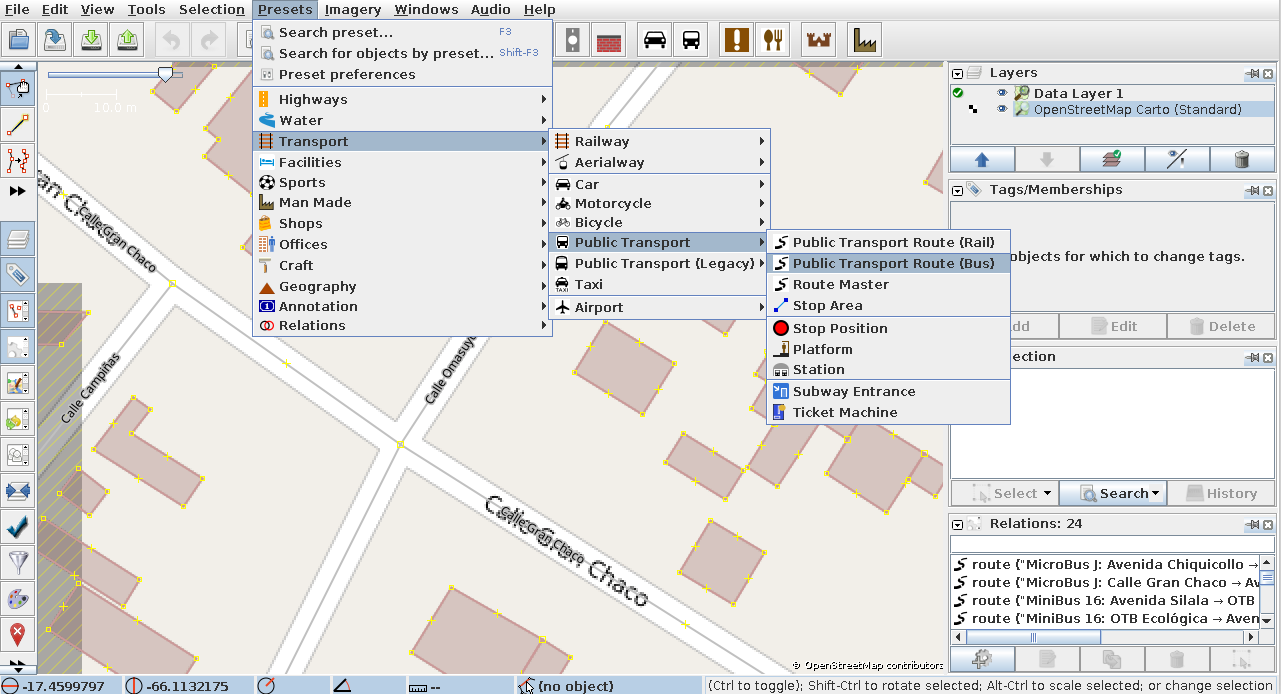 File Edit View Tools Selection Presets Imagery Windows Audio Help
Search preset... F3
Search for objects by preset... Shift-F3
Preset preferences
Highways
Water
Transport
Facilities
Sports
Man Made
Shops
Offices
Craft
Geography
Annotation
Relations
Railway
Aerialway
Car
Motorcycle
Bicycle
Public Transport
Public Transport (Legacy)
Taxi
Airport
Public Transport Route (Rail)
Public Transport Route (Bus)
Route Master
Stop Area
Stop Position
Platform
Station
Subway Entrance
Ticket Machine
0 10.0 m
ran Chaco
Calle Gran Chaco
Calle Campiñas
Calle Omasuyo
Calle Gran Chaco
Calle Gran Chaco
© OpenStreetMap contributors
Layers
Data Layer 1
OpenStreetMap Carto (Standard)
Tags/Memberships
objects for which to change tags.
dd Edit Delete
ection
Select Search History
Relations: 24
route ("MicroBus J: Avenida Chiquicollo →
route ("MicroBus J: Calle Gran Chaco → Av
route ("MiniBus 16: Avenida Silala → OTB
route ("MiniBus 16: OTB Ecológica → Aven
-17.4599797 -66.1132175 -- (no object) (Ctrl to toggle); Shift-Ctrl to rotate selected; Alt-Ctrl to scale selected; or change selection